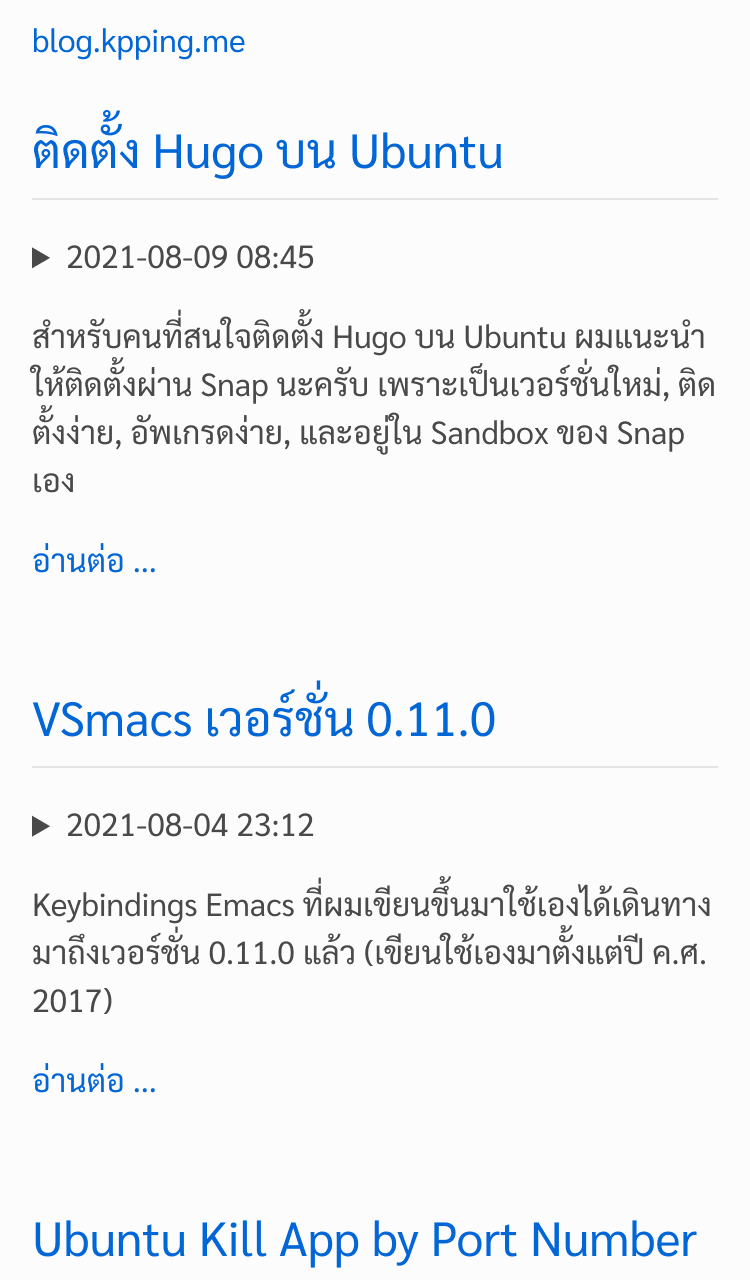 blog.kpping.me
ติดตั้ง Hugo บน Ubuntu
2021-08-09 08:45
สำหรับคนที่สนใจติดตั้ง Hugo บน Ubuntu ผมแนะนำ
ให้ติดตั้งผ่าน Snap นะครับ เพราะเป็นเวอร์ชั่นใหม่, ติด
ตั้งง่าย, อัพเกรดง่าย, และอยู่ใน Sandbox ของ Snap
เอง
อ่านต่อ ...
VSmacs เวอร์ชั่น 0.11.0
2021-08-04 23:12
Keybindings Emacs ที่ผมเขียนขึ้นมาใช้เองได้เดินทาง
มาถึงเวอร์ชั่น 0.11.0 แล้ว (เขียนใช้เองมาตั้งแต่ปี ค.ศ.
2017)
อ่านต่อ ...
Ubuntu Kill App by Port Number